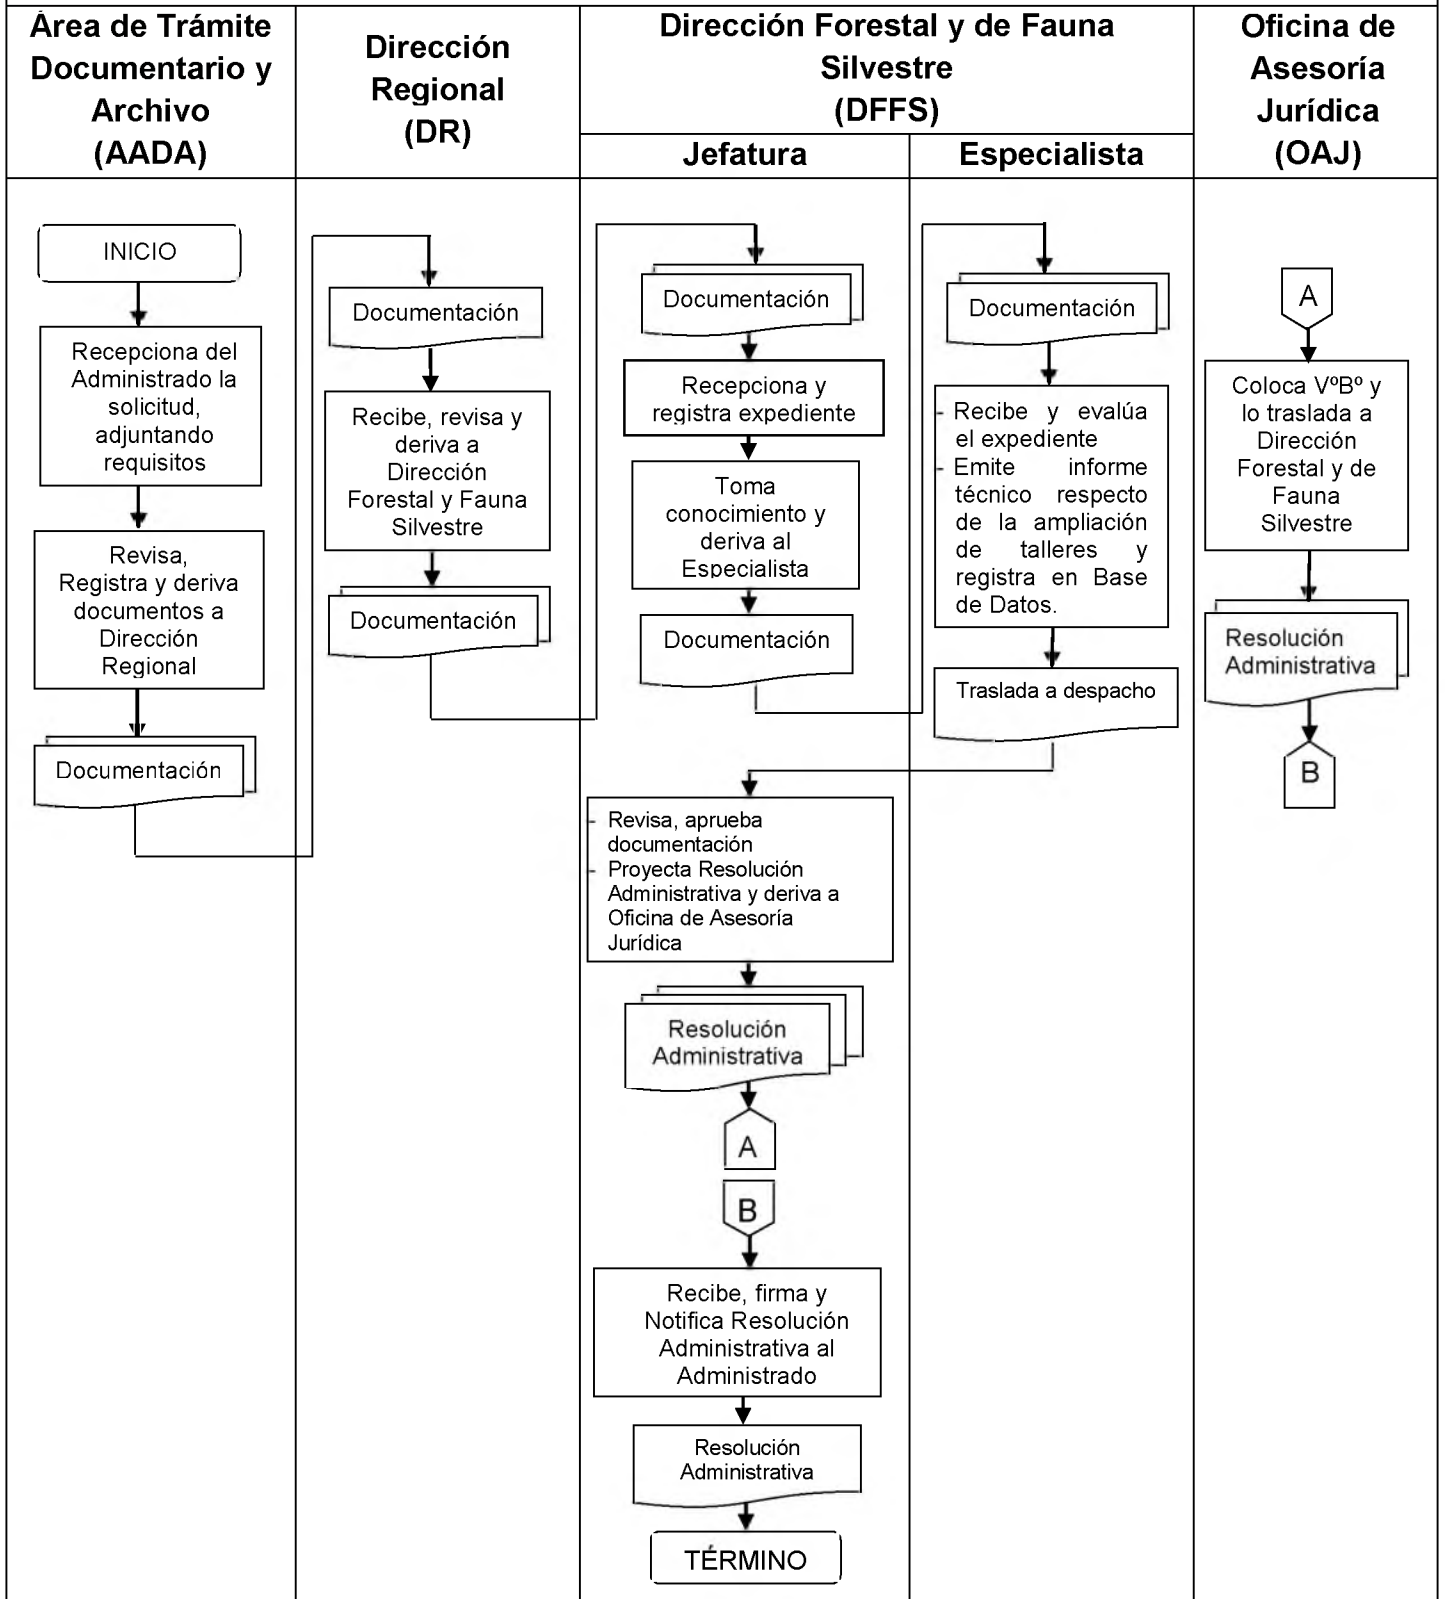 Área de Trámite
Documentario y
Archivo
(AADA)
Dirección
Regional
(DR)
Dirección Forestal y de Fauna
Silvestre
(DFFS)
Jefatura
Especialista
Oficina de
Asesoría
Jurídica
(OAJ)
INICIO
Recepciona del
Administrado la
solicitud,
adjuntando
requisitos
Revisa,
Registra y deriva
documentos a
Dirección
Regional
Documentación
Documentación
Recibe, revisa y
deriva a
Dirección
Forestal y Fauna
Silvestre
Documentación
Documentación
Recepciona y
registra expediente
Toma
conocimiento y
deriva al
Especialista
Documentación
Documentación
- Recibe y evalúa
el expediente
- Emite informe
técnico respecto
de la ampliación
de talleres y
registra en Base
de Datos.
Traslada a despacho
- Revisa, aprueba
documentación
- Proyecta Resolución
Administrativa y deriva a
Oficina de Asesoría
Jurídica
Resolución
Administrativa
A
A
Coloca VºBº y
lo traslada a
Dirección
Forestal y de
Fauna
Silvestre
Resolución
Administrativa
B
B
Recibe, firma y
Notifica Resolución
Administrativa al
Administrado
Resolución
Administrativa
TÉRMINO